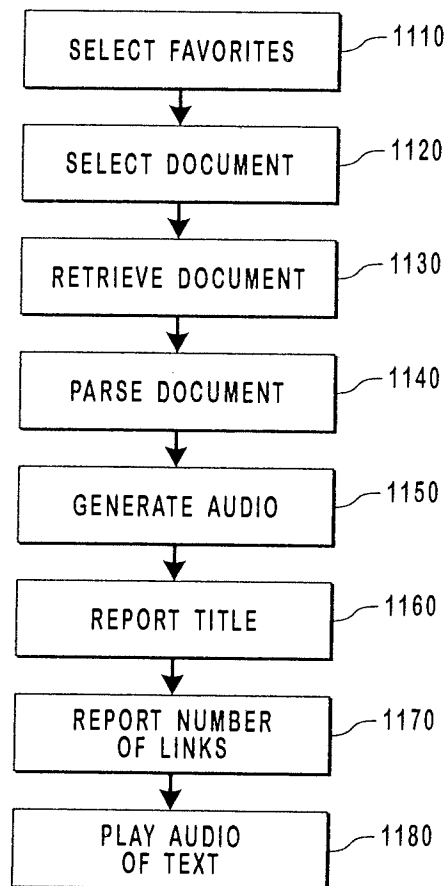 SELECT FAVORITES
1110
SELECT DOCUMENT
1120
RETRIEVE DOCUMENT
1130
PARSE DOCUMENT
1140
GENERATE AUDIO
1150
REPORT TITLE
1160
REPORT NUMBER
OF LINKS
1170
PLAY AUDIO
OF TEXT
1180